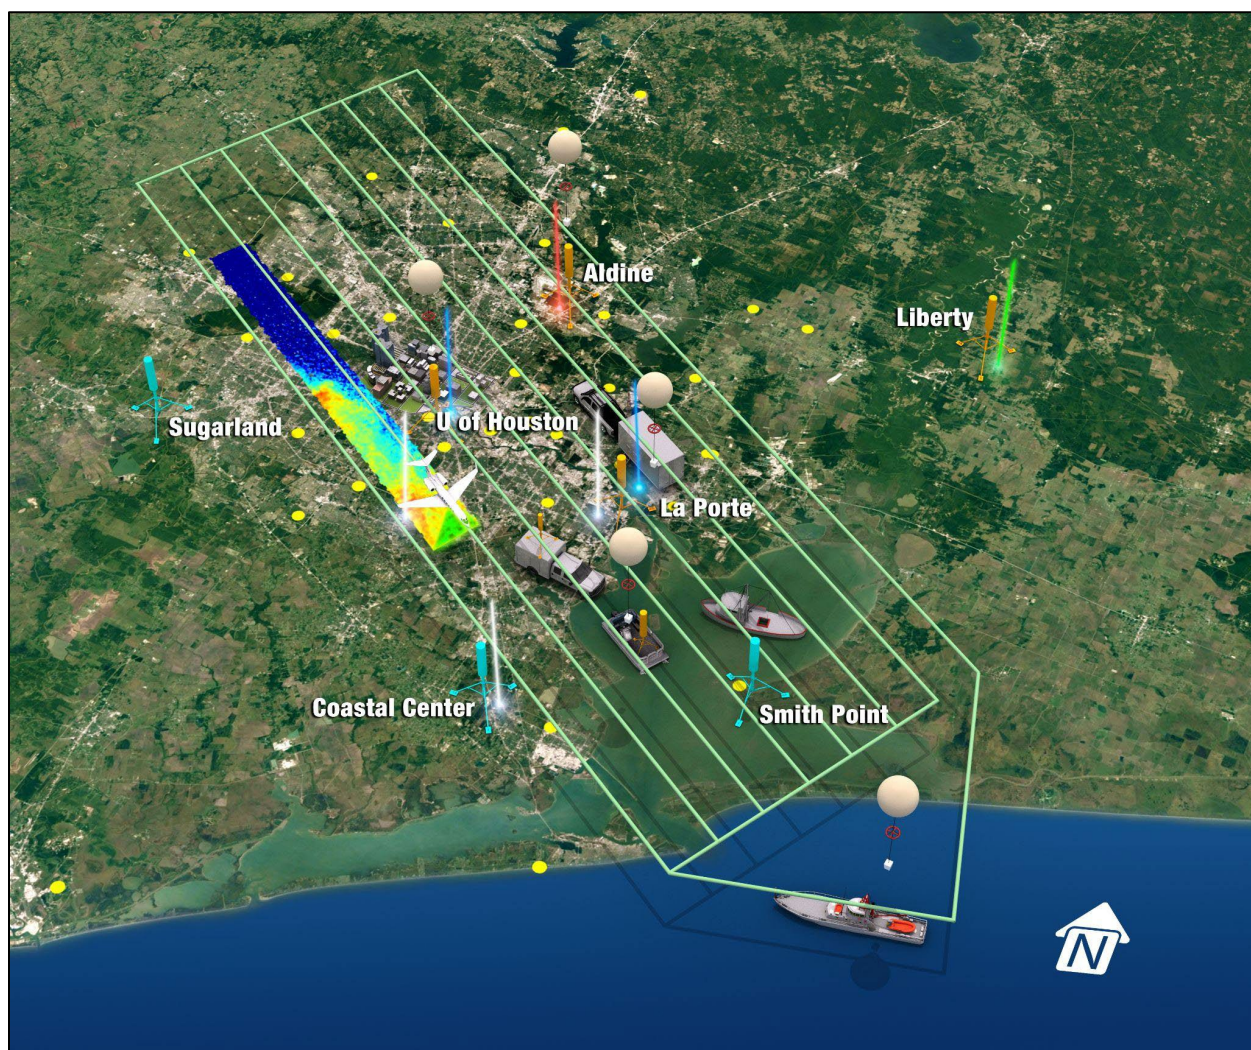 Aldine
Liberty
Sugarland
U of Houston
La Porte
Coastal Center
Smith Point
N